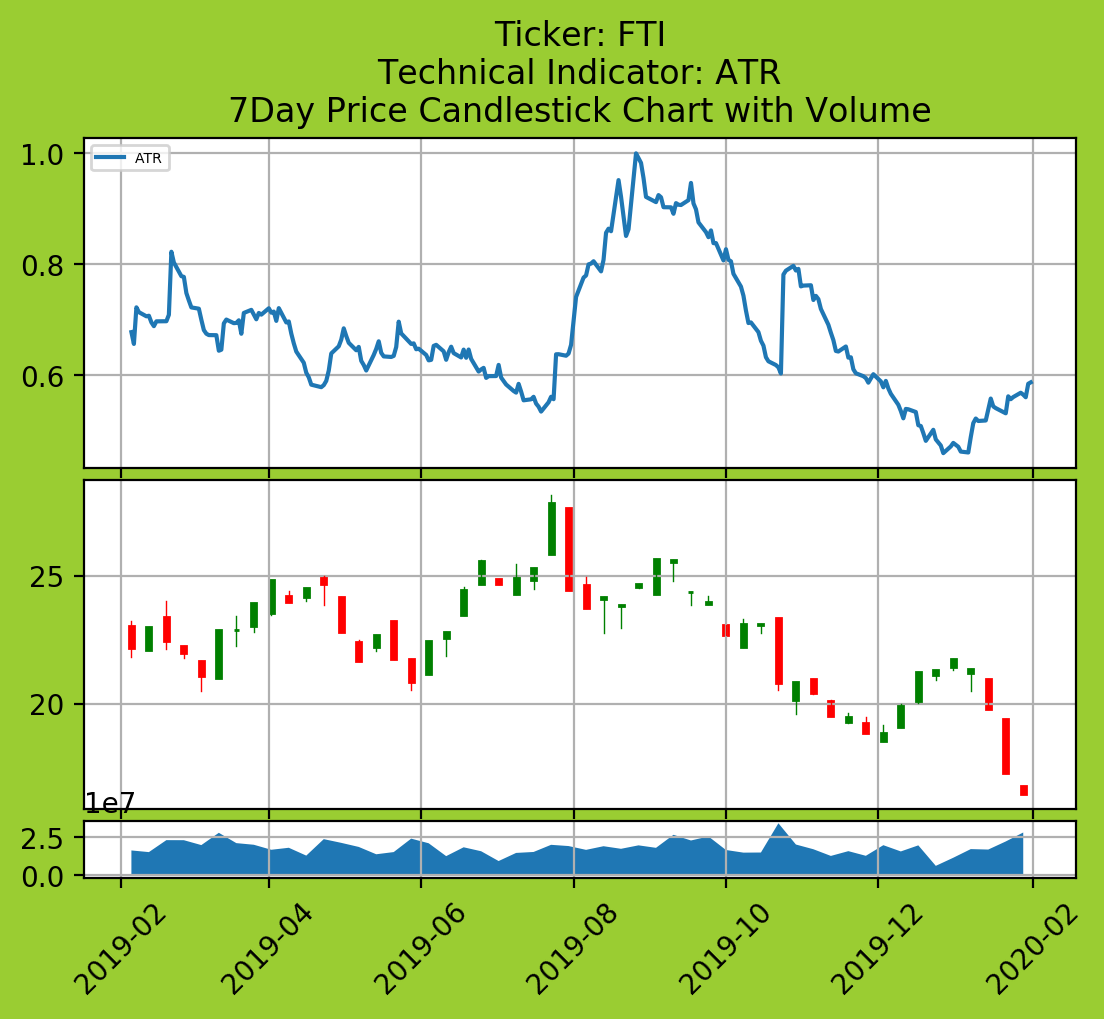 Ticker: FTI
Technical Indicator: ATR
7Day Price Candlestick Chart with Volume
1.0
0.8
0.6
ATR
25
20
1e7
2.5
0.0
2019-02
2019-04
2019-06
2019-08
2019-10
2019-12
2020-02